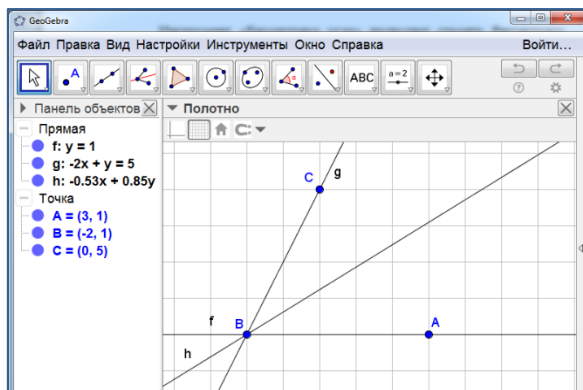 GeoGebra
Файл Правка Вид Настройки Инструменты Окно Справка Войти...
A
α
ABC
a=2
Панель объектов
Полотно
Прямая
f: y = 1
g: -2x + y = 5
h: -0.53x + 0.85y
Точка
A = (3, 1)
B = (-2, 1)
C = (0, 5)
C g
f B A
h